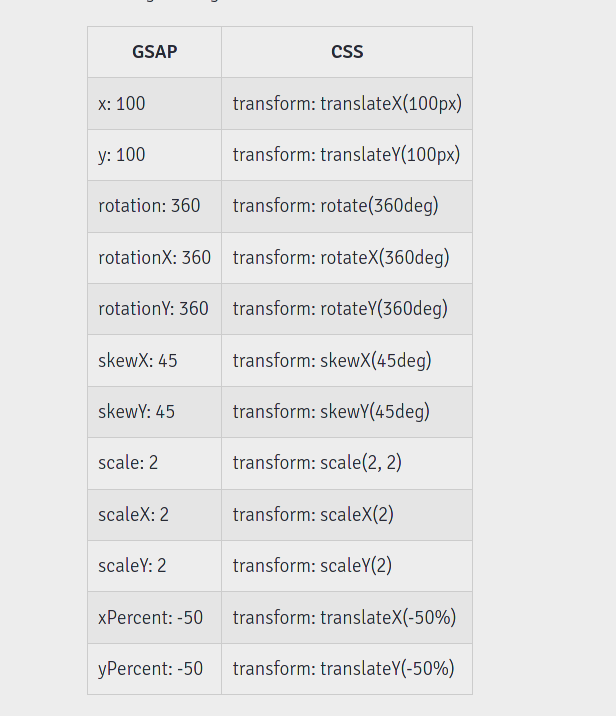 GSAP CSS
x: 100 transform: translateX(100px)
y: 100 transform: translateY(100px)
rotation: 360 transform: rotate(360deg)
rotationX: 360 transform: rotateX(360deg)
rotationY: 360 transform: rotateY(360deg)
skewX: 45 transform: skewX(45deg)
skewY: 45 transform: skewY(45deg)
scale: 2 transform: scale(2, 2)
scaleX: 2 transform: scaleX(2)
scaleY: 2 transform: scaleY(2)
xPercent: -50 transform: translateX(-50%)
yPercent: -50 transform: translateY(-50%)